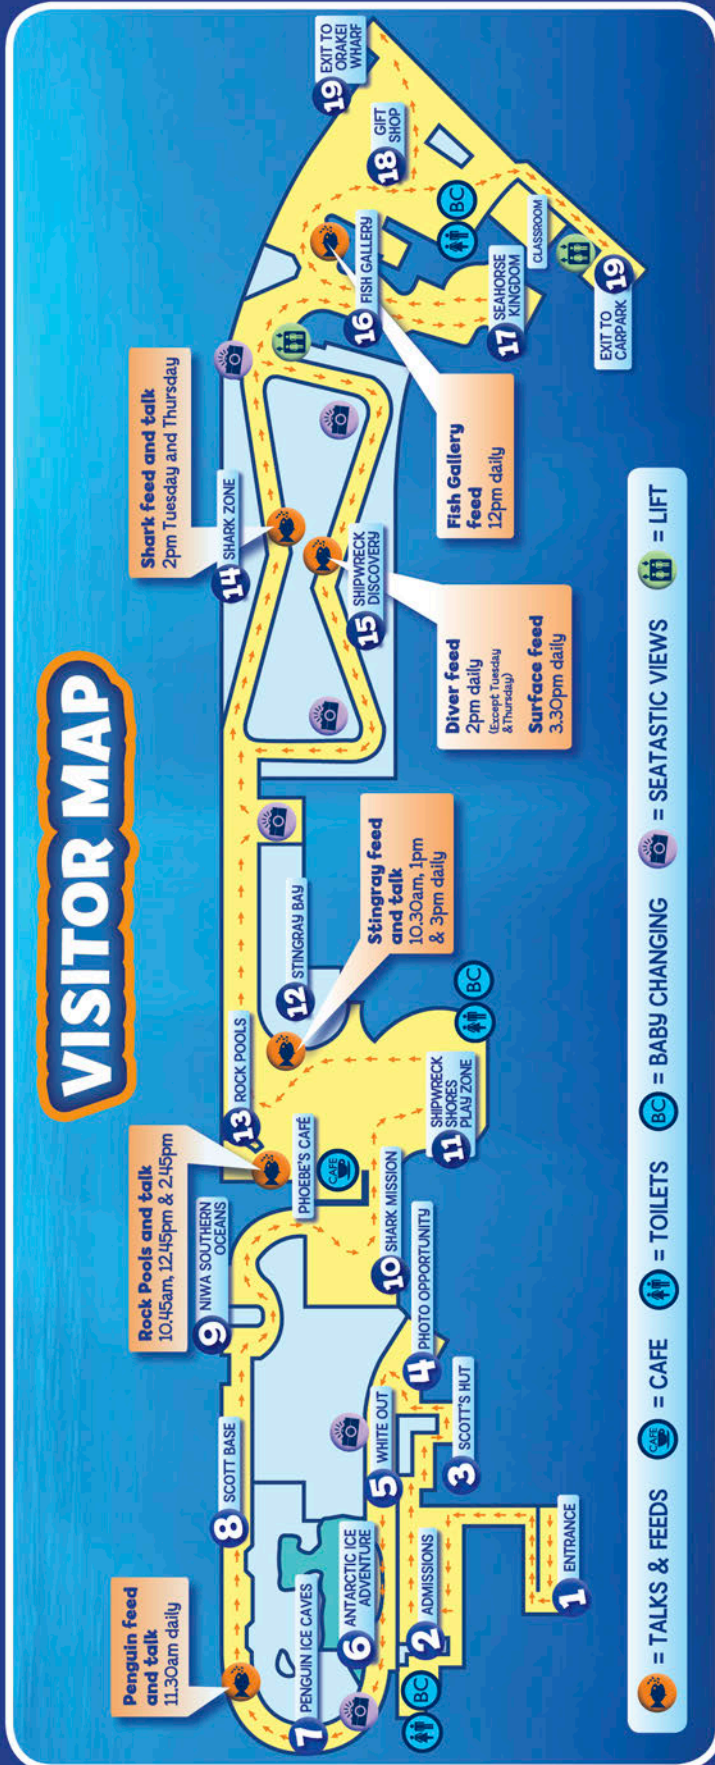 VISITOR MAP
Penguin feed
and talk
11.30am daily
Rock Pools and talk
10.45am, 12.45pm & 2.45pm
Shark feed and talk
2pm Tuesday and Thursday
Stingray feed
and talk
10.30am, 1pm
& 3pm daily
Diver feed
2pm daily
(Except Tuesday
& Thursday)
Surface feed
3.30pm daily
Fish Gallery
feed
12pm daily
1 ENTRANCE
2 ADMISSIONS
3 SCOTT'S HUT
4 PHOTO OPPORTUNITY
5 WHITE OUT
6 ANTARCTIC ICE
ADVENTURE
7 PENGUIN ICE CAVES
8 SCOTT BASE
9 NIWA SOUTHERN
OCEANS
10 SHARK MISSION
PHOEBE'S CAFÉ
CAFE
11 SHIPWRECK
SHORES
PLAY ZONE
12 STINGRAY BAY
13 ROCK POOLS
14 SHARK ZONE
15 SHIPWRECK
DISCOVERY
16 FISH GALLERY
17 SEAHORSE
KINGDOM
18 GIFT
SHOP
19 EXIT TO
ORAKEI
WHARF
CLASSROOM
19 EXIT TO
CARPARK
BC
BC
BC
= TALKS & FEEDS
CAFE = CAFE
= TOILETS
BC = BABY CHANGING
= SEATASTIC VIEWS
= LIFT